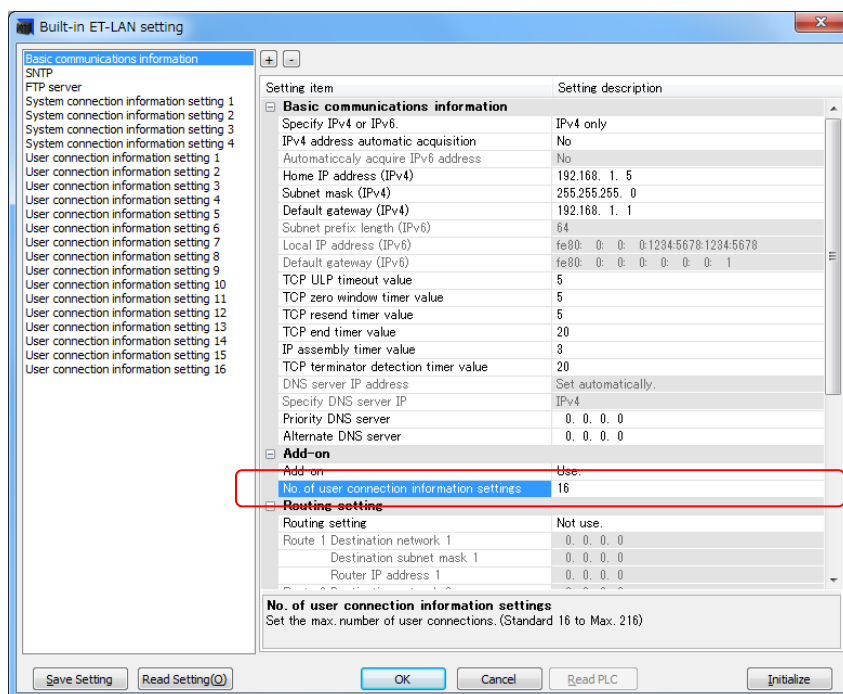 Built-in ET-LAN setting
Basic communications information
SNTP
FTP server
System connection information setting 1
System connection information setting 2
System connection information setting 3
System connection information setting 4
User connection information setting 1
User connection information setting 2
User connection information setting 3
User connection information setting 4
User connection information setting 5
User connection information setting 6
User connection information setting 7
User connection information setting 8
User connection information setting 9
User connection information setting 10
User connection information setting 11
User connection information setting 12
User connection information setting 13
User connection information setting 14
User connection information setting 15
User connection information setting 16
+ -
Setting item Setting description
Basic communications information
Specify IPv4 or IPv6. IPv4 only
IPv4 address automatic acquisition No
Automaticcaly acquire IPv6 address No
Home IP address (IPv4) 192.168. 1. 5
Subnet mask (IPv4) 255.255.255. 0
Default gateway (IPv4) 192.168. 1. 1
Subnet prefix length (IPv6) 64
Local IP address (IPv6) fe80: 0: 0: 0:1234:5678:1234:5678
Default gateway (IPv6) fe80: 0: 0: 0: 0: 0: 0: 1
TCP ULP timeout value 5
TCP zero window timer value 5
TCP resend timer value 5
TCP end timer value 20
IP assembly timer value 3
TCP terminator detection timer value 20
DNS server IP address Set automatically.
Specify DNS server IP IPv4
Priority DNS server 0. 0. 0. 0
Alternate DNS server 0. 0. 0. 0
Add-on
Add-on Use.
No. of user connection information settings 16
Routing setting
Routing setting Not use.
Route 1 Destination network 1 0. 0. 0. 0
Destination subnet mask 1 0. 0. 0. 0
Router IP address 1 0. 0. 0. 0
No. of user connection information settings
Set the max. number of user connections. (Standard 16 to Max. 216)
Save Setting Read Setting(O) OK Cancel Read PLC Initialize